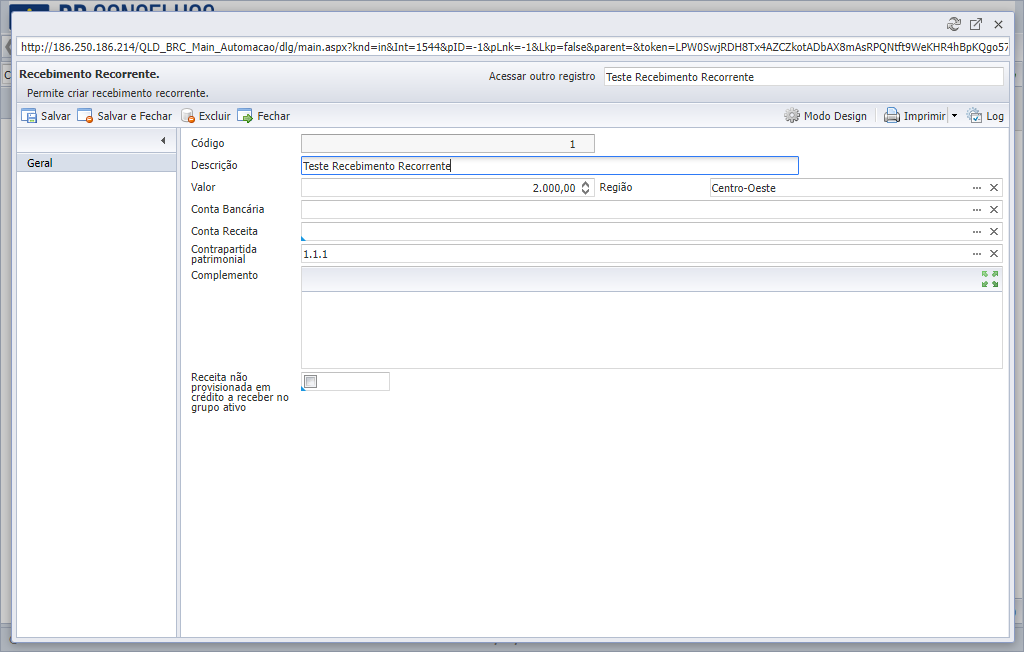 http://186.250.186.214/QLD_BRC_Main_Automacao/dlg/main.aspx?knd=in&Int=1544&pID=-1&pLnk=-1&Lkp=false&parent=&token=LPW0SwjRDH8Tx4AZCZkotADbAX8mAsRPQNtft9WeKHR4hBpKQgo57
Recebimento Recorrente.
Acessar outro registro Teste Recebimento Recorrente
Permite criar recebimento recorrente.
Salvar Salvar e Fechar Excluir Fechar Modo Design Imprimir Log
Geral
Código 1
Descrição Teste Recebimento Recorrente
Valor 2.000,00 Região Centro-Oeste
Conta Bancária
Conta Receita
Contrapartida
patrimonial 1.1.1
Complemento
Receita não
provisionada em
crédito a receber no
grupo ativo